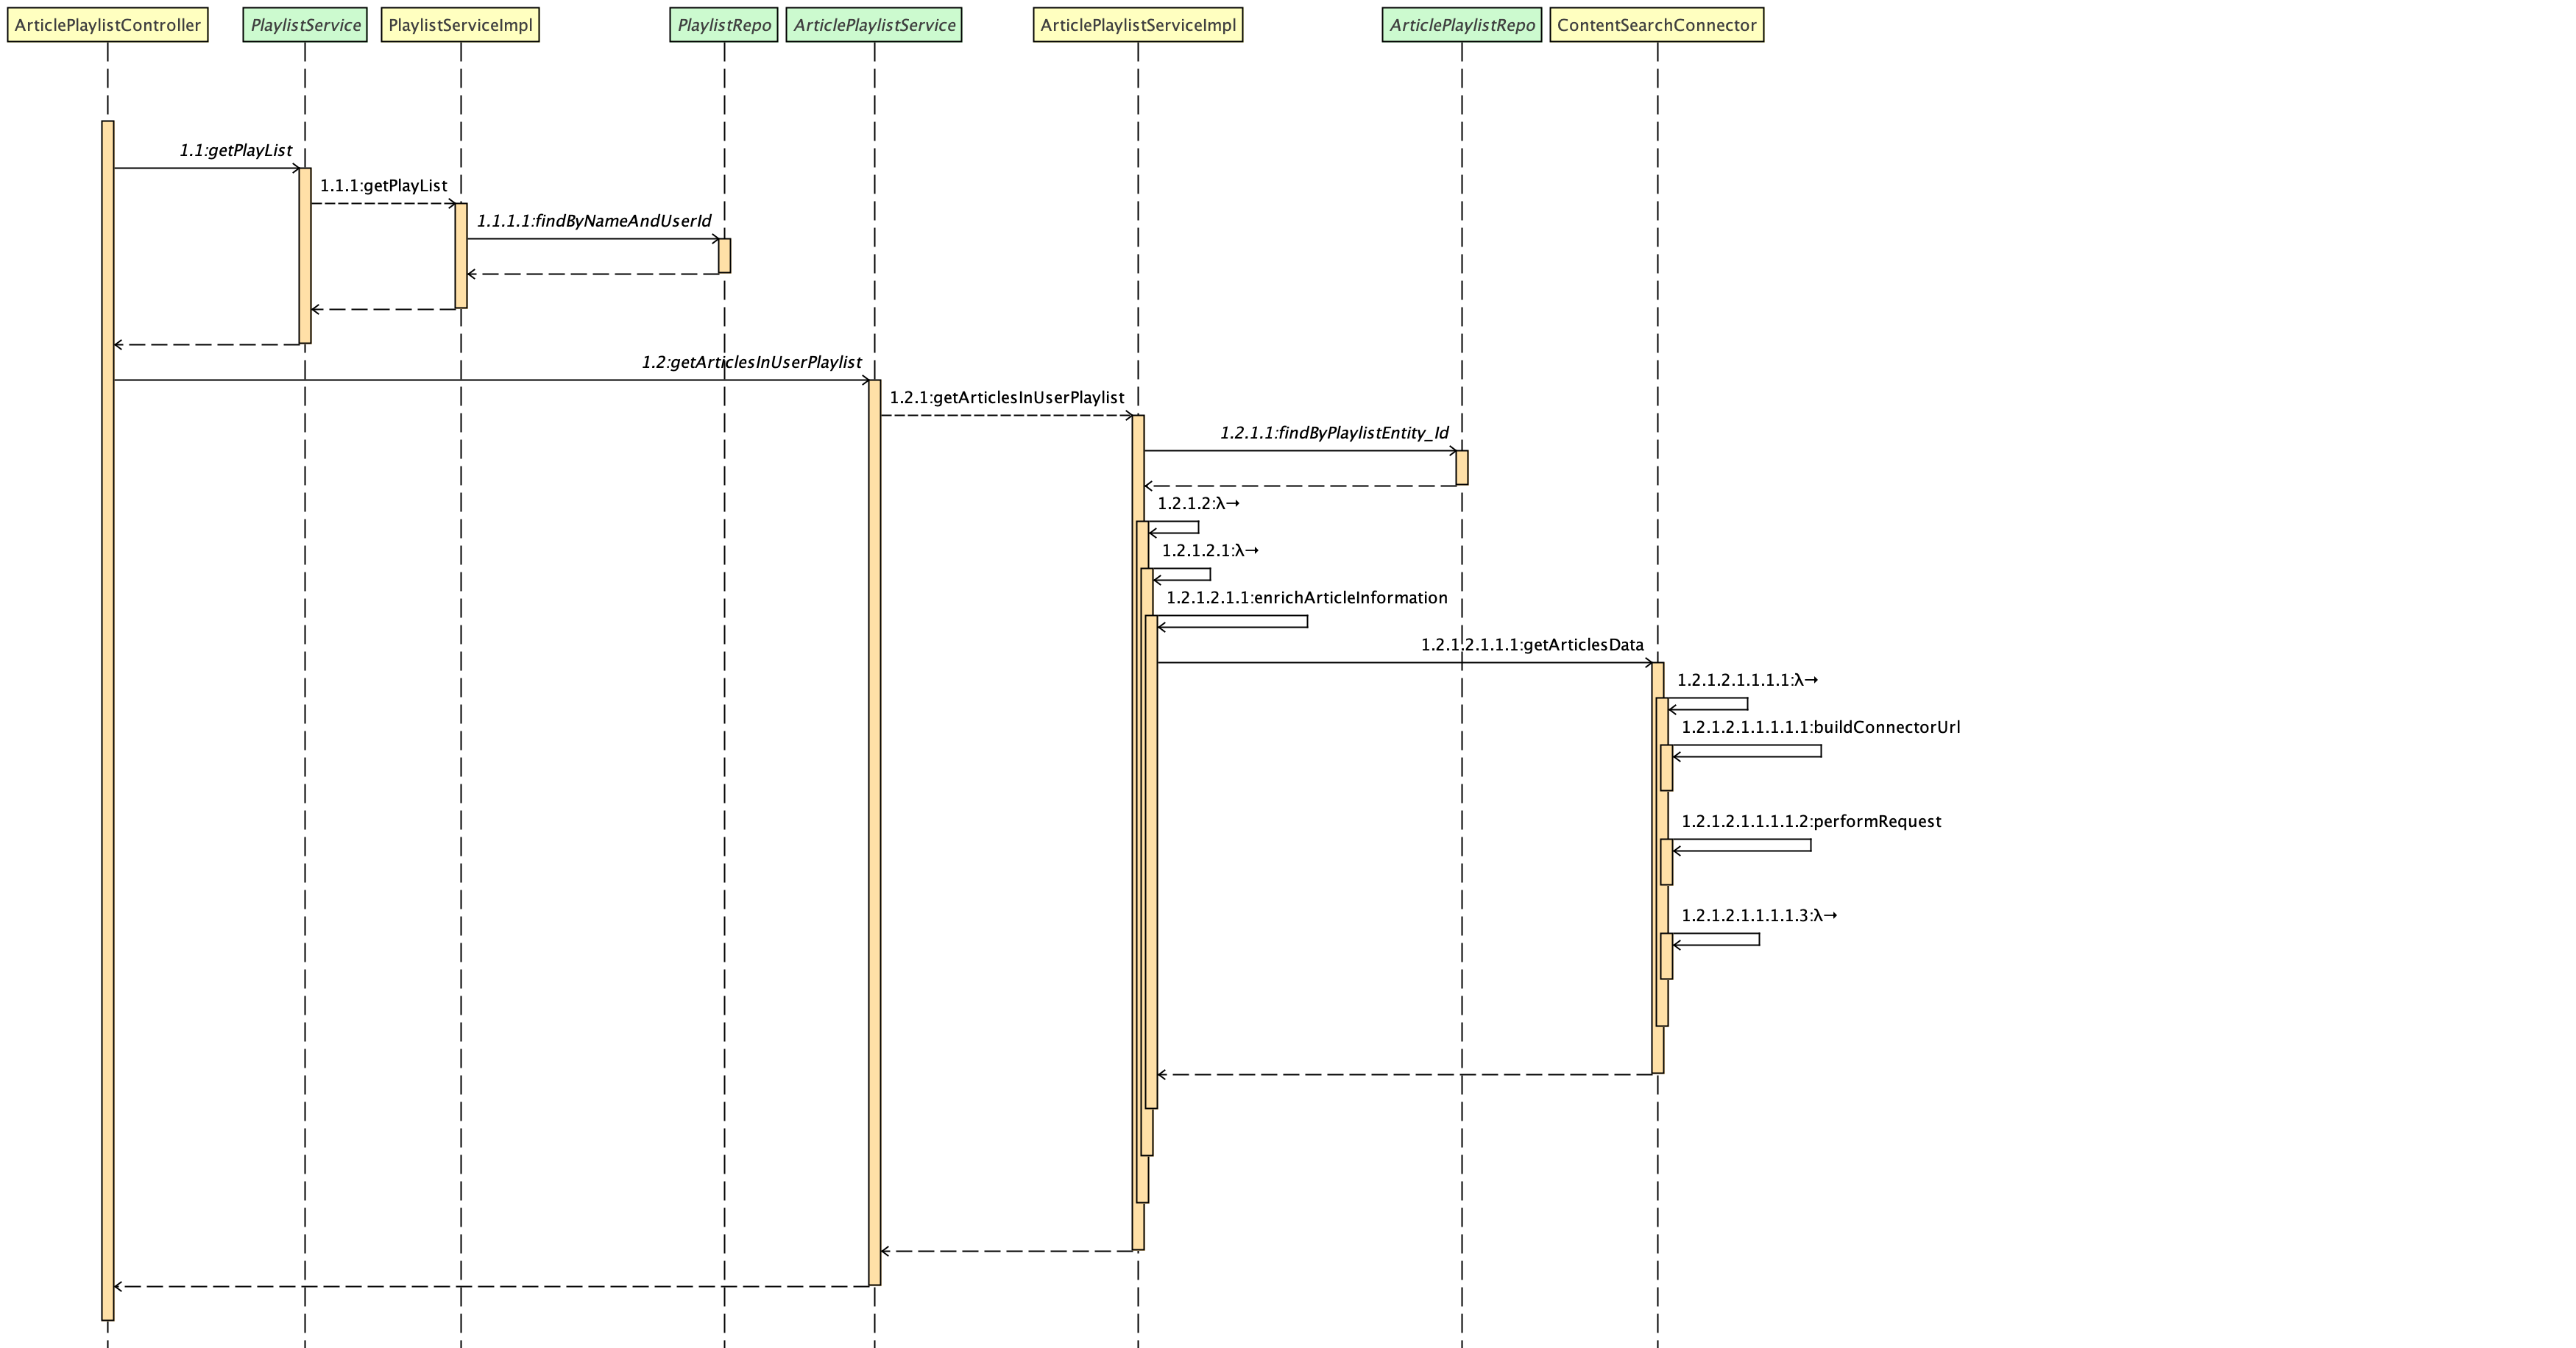 ArticlePlaylistController
PlaylistService
PlaylistServiceImpl
PlaylistRepo
ArticlePlaylistService
ArticlePlaylistServiceImpl
ArticlePlaylistRepo
ContentSearchConnector
1.1:getPlayList
1.1.1:getPlayList
1.1.1.1:findByNameAndUserId
1.2:getArticlesInUserPlaylist
1.2.1:getArticlesInUserPlaylist
1.2.1.1:findByPlaylistEntity_Id
1.2.1.2:λ→
1.2.1.2.1:λ→
1.2.1.2.1.1:enrichArticleInformation
1.2.1.2.1.1.1:getArticlesData
1.2.1.2.1.1.1.1:λ→
1.2.1.2.1.1.1.1.1:buildConnectorUrl
1.2.1.2.1.1.1.1.2:performRequest
1.2.1.2.1.1.1.1.3:λ→